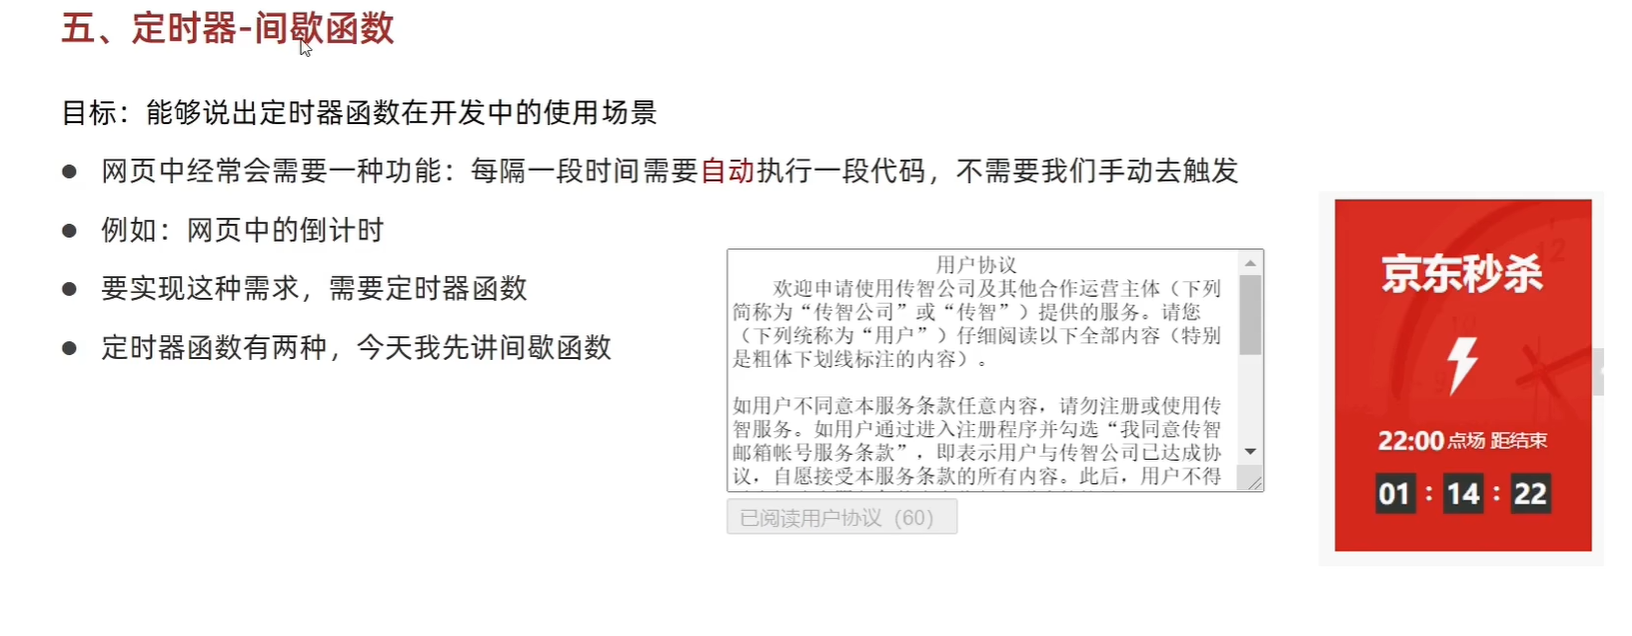 五、定时器-间歇函数
目标：能够说出定时器函数在开发中的使用场景
● 网页中经常会需要一种功能：每隔一段时间需要自动执行一段代码，不需要我们手动去触发
● 例如：网页中的倒计时
● 要实现这种需求，需要定时器函数
● 定时器函数有两种，今天我先讲间歇函数
用户协议
欢迎申请使用传智公司及其他合作运营主体（下列
简称为“传智公司”或“传智”）提供的服务。请您
（下列统称为“用户”）仔细阅读以下全部内容（特别
是粗体下划线标注的内容）。
如用户不同意本服务条款任意内容，请勿注册或使用传
智服务。如用户通过进入注册程序并勾选“我同意传智
邮箱帐号服务条款”，即表示用户与传智公司已达成协
议，自愿接受本服务条款的所有内容。此后，用户不得
已阅读用户协议（60）
京东秒杀
22:00 点场 距结束
01 : 14 : 22